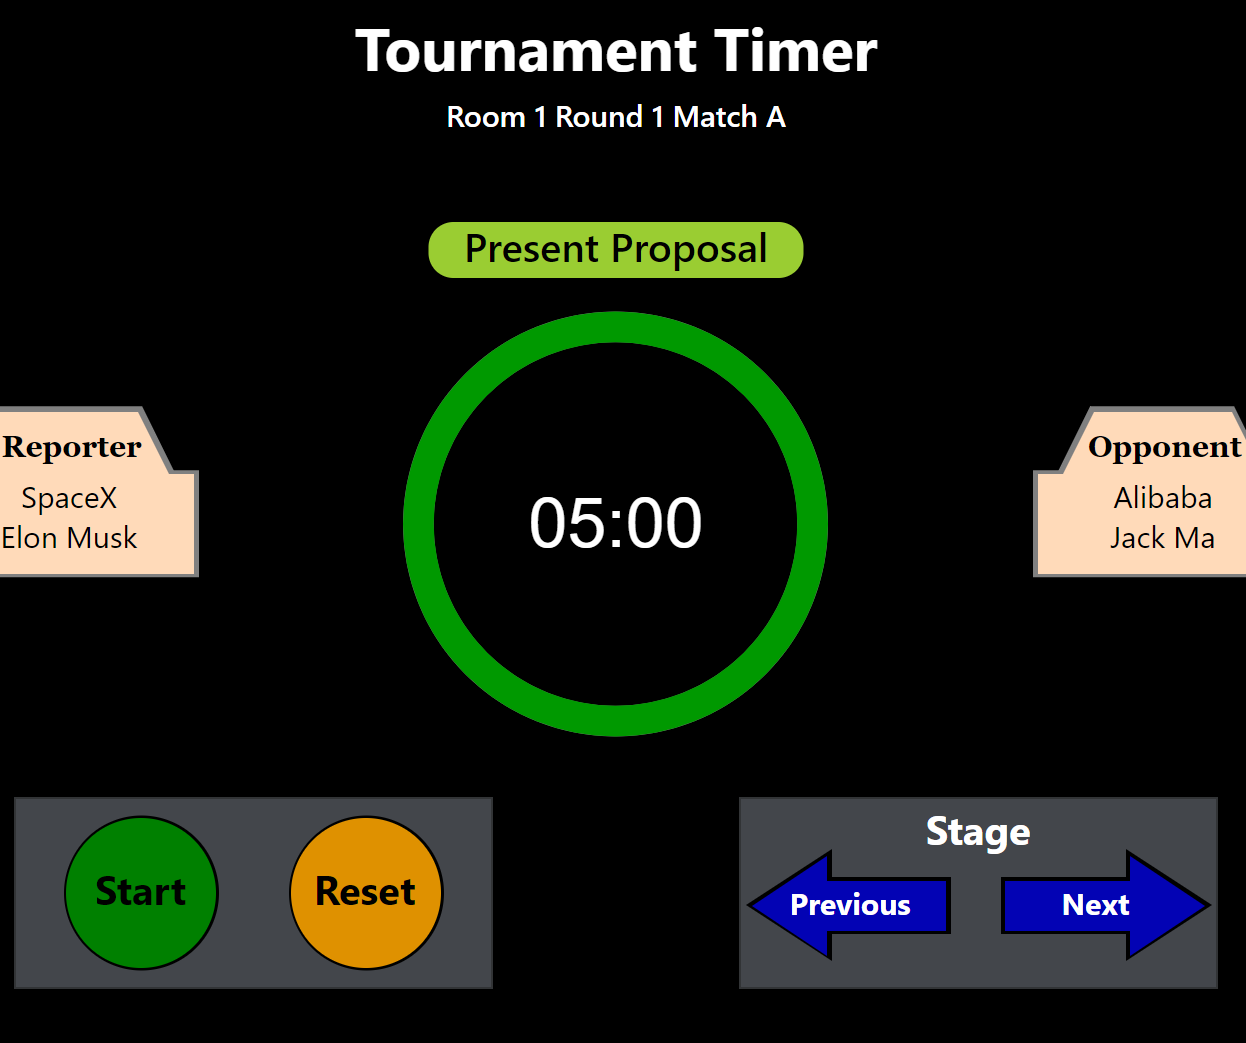 Tournament Timer
Room 1 Round 1 Match A
Present Proposal
Reporter
SpaceX
Elon Musk
05:00
Opponent
Alibaba
Jack Ma
Start
Reset
Stage
Previous
Next